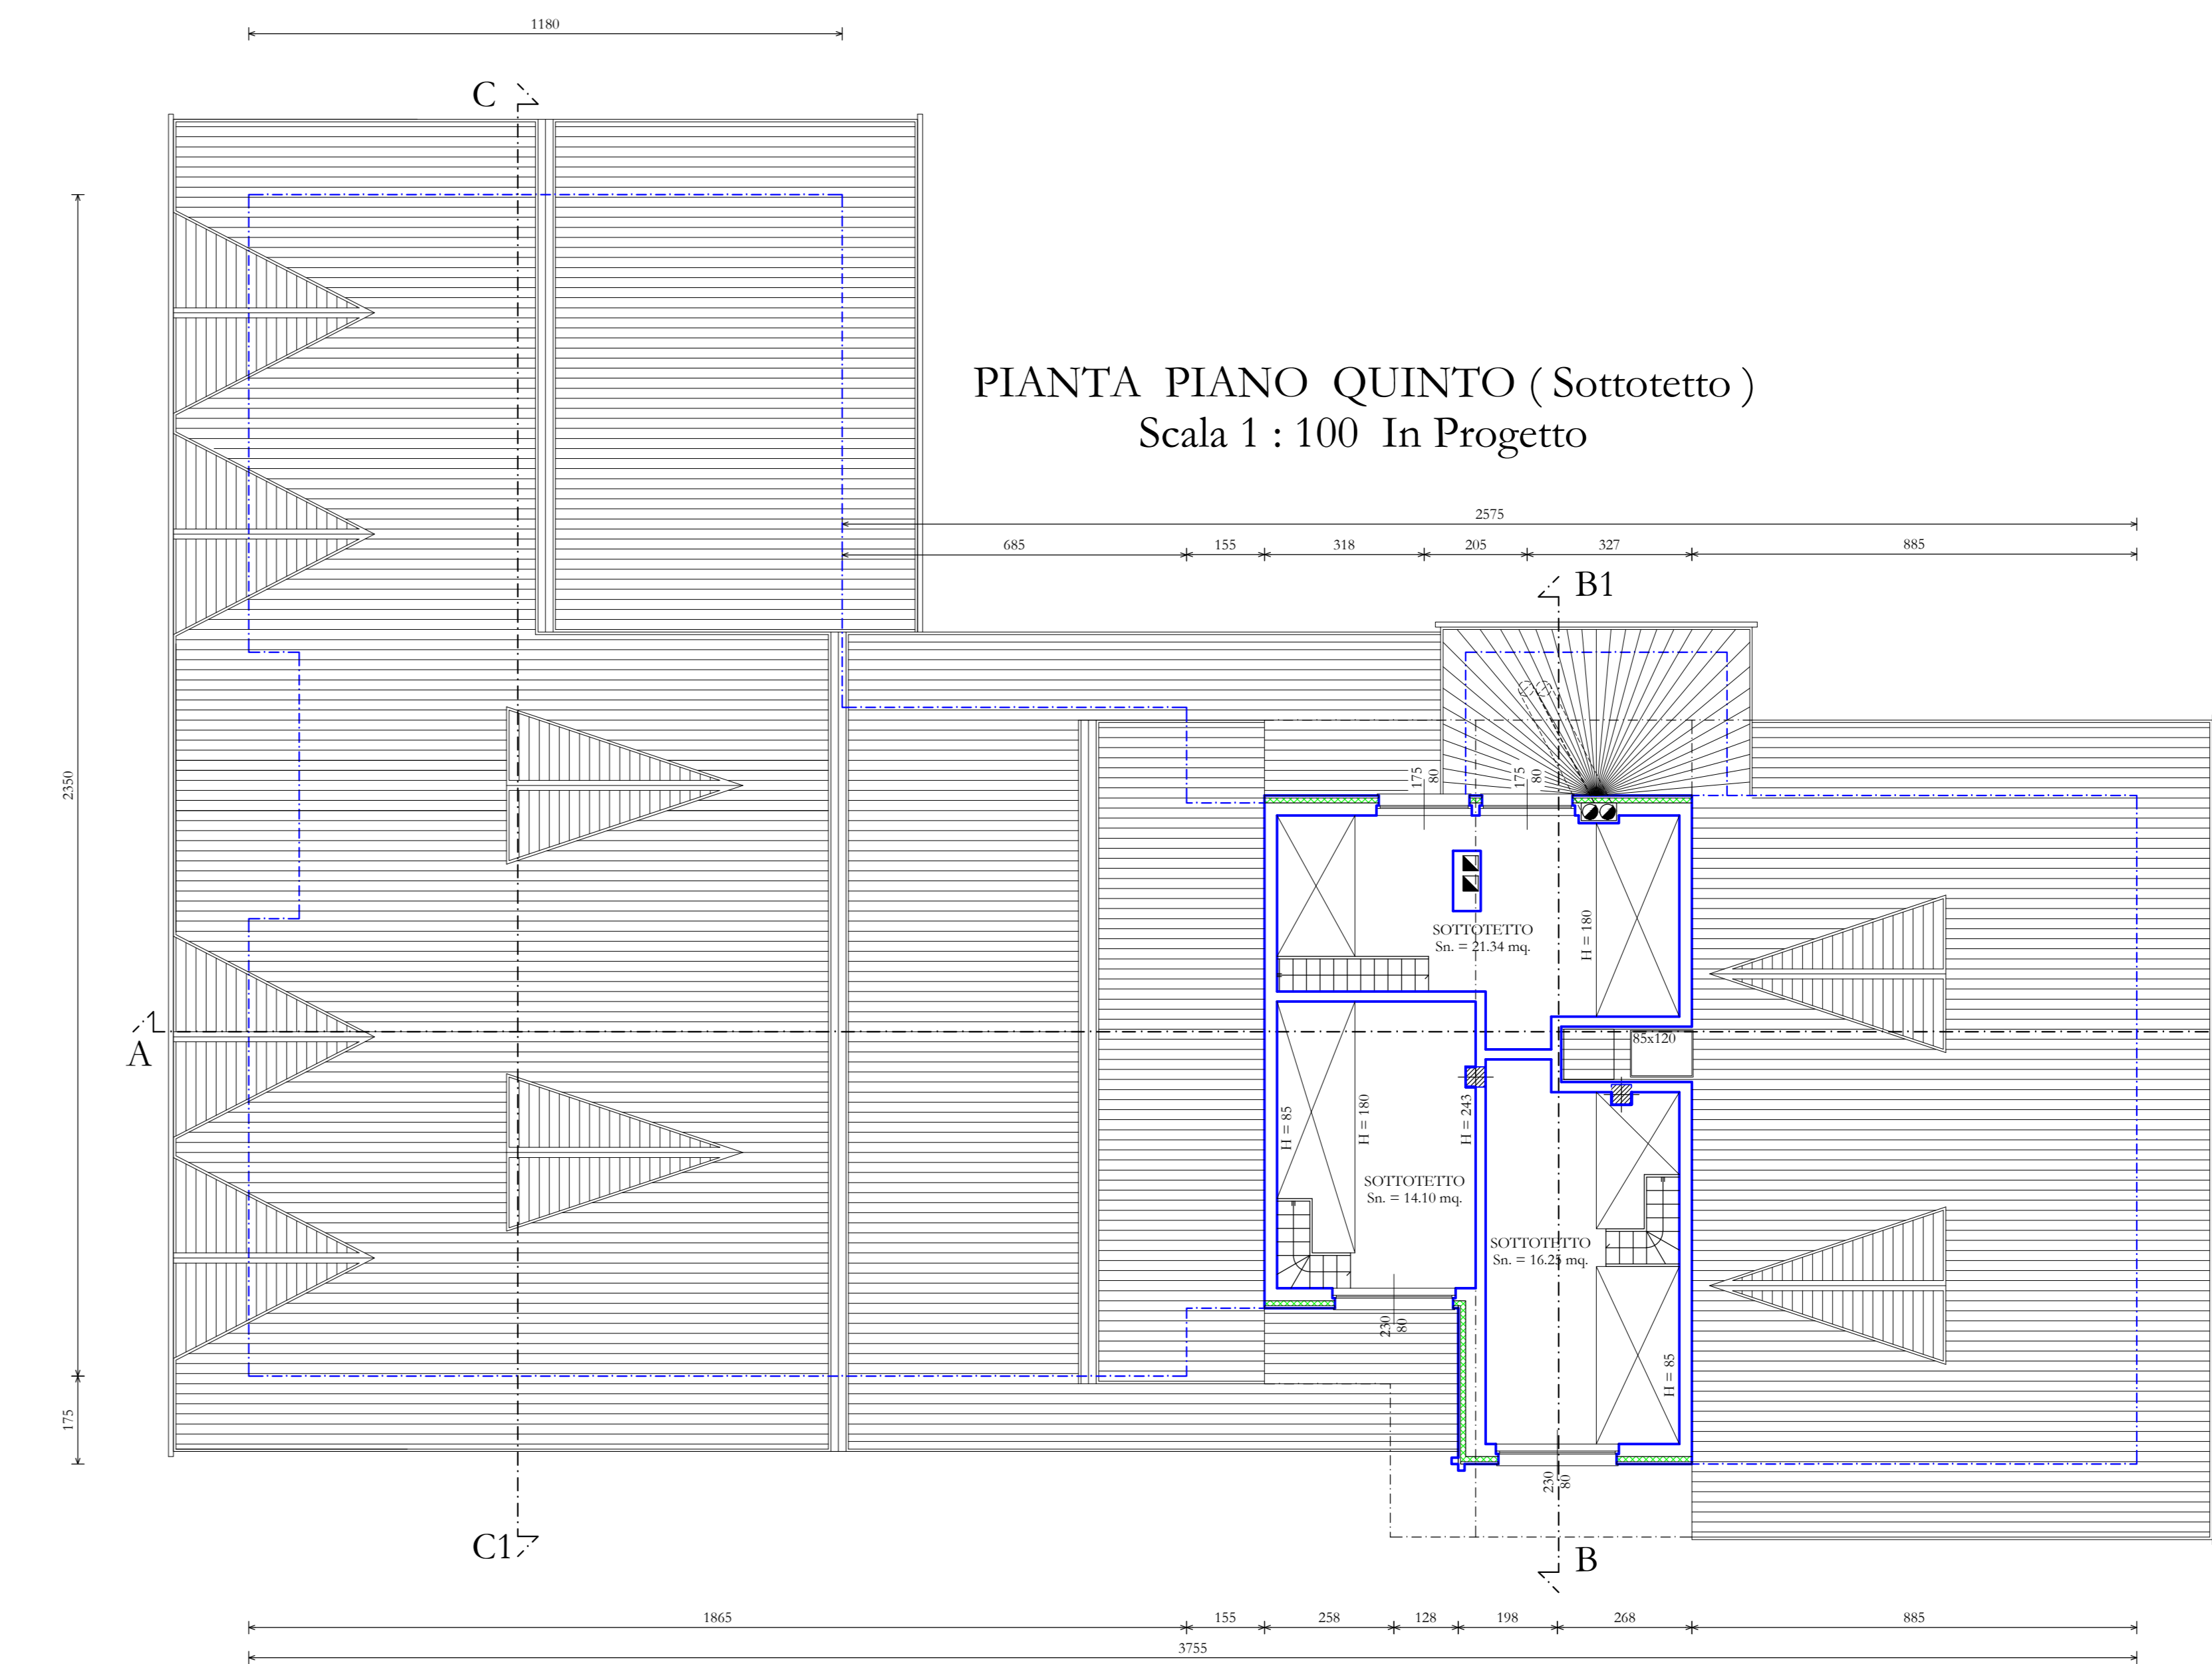 1180
C
PIANTA PIANO QUINTO ( Sottotetto )
Scala 1 : 100 In Progetto
2575
685 155 318 205 327 885
B1
2350
175
80
175
80
SOTTOTETTO
Sn. = 21.34 mq.
H = 180
A
85x120
H = 85
H = 180
H = 243
SOTTOTETTO
Sn. = 14.10 mq.
SOTTOTETTO
Sn. = 16.25 mq.
230
80
H = 85
175
230
80
C1
B
1865 155 258 128 198 268 885
3755